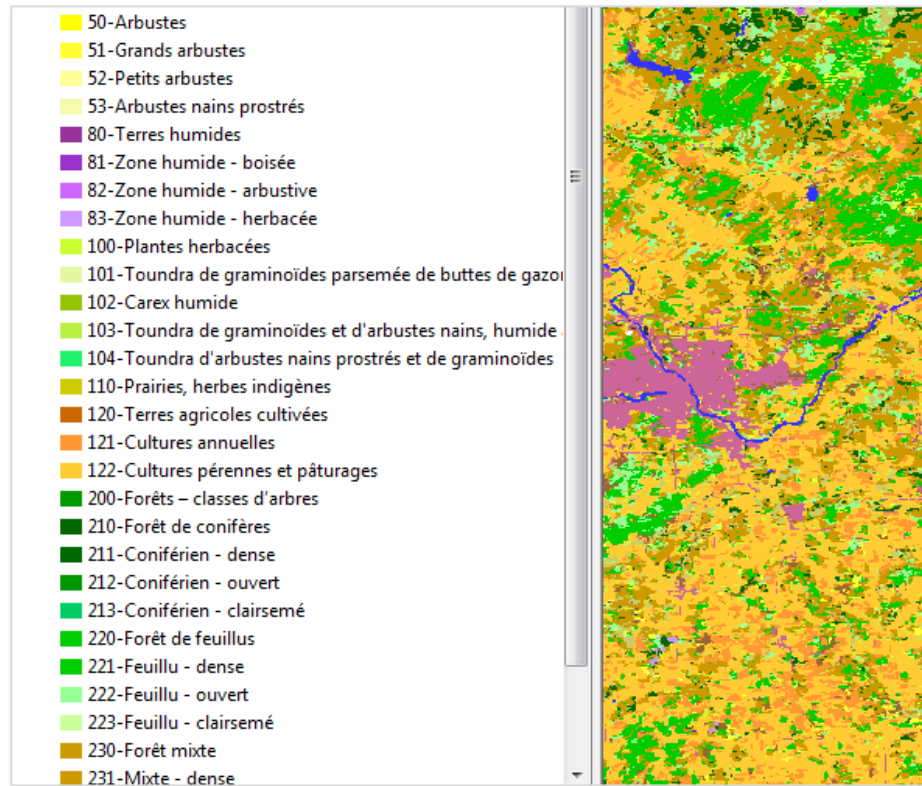 50-Arbustes
51-Grands arbustes
52-Petits arbustes
53-Arbustes nains prostrés
80-Terres humides
81-Zone humide - boisée
82-Zone humide - arbustive
83-Zone humide - herbacée
100-Plantes herbacées
101-Toundra de graminoïdes parsemée de buttes de gazo
102-Carex humide
103-Toundra de graminoïdes et d'arbustes nains, humide
104-Toundra d'arbustes nains prostrés et de graminoïdes
110-Prairies, herbes indigènes
120-Terres agricoles cultivées
121-Cultures annuelles
122-Cultures pérennes et pâturages
200-Forêts – classes d’arbres
210-Forêt de conifères
211-Coniférien - dense
212-Coniférien - ouvert
213-Coniférien - clairsemé
220-Forêt de feuillus
221-Feuillu - dense
222-Feuillu - ouvert
223-Feuillu - clairsemé
230-Forêt mixte
231-Mixte - dense